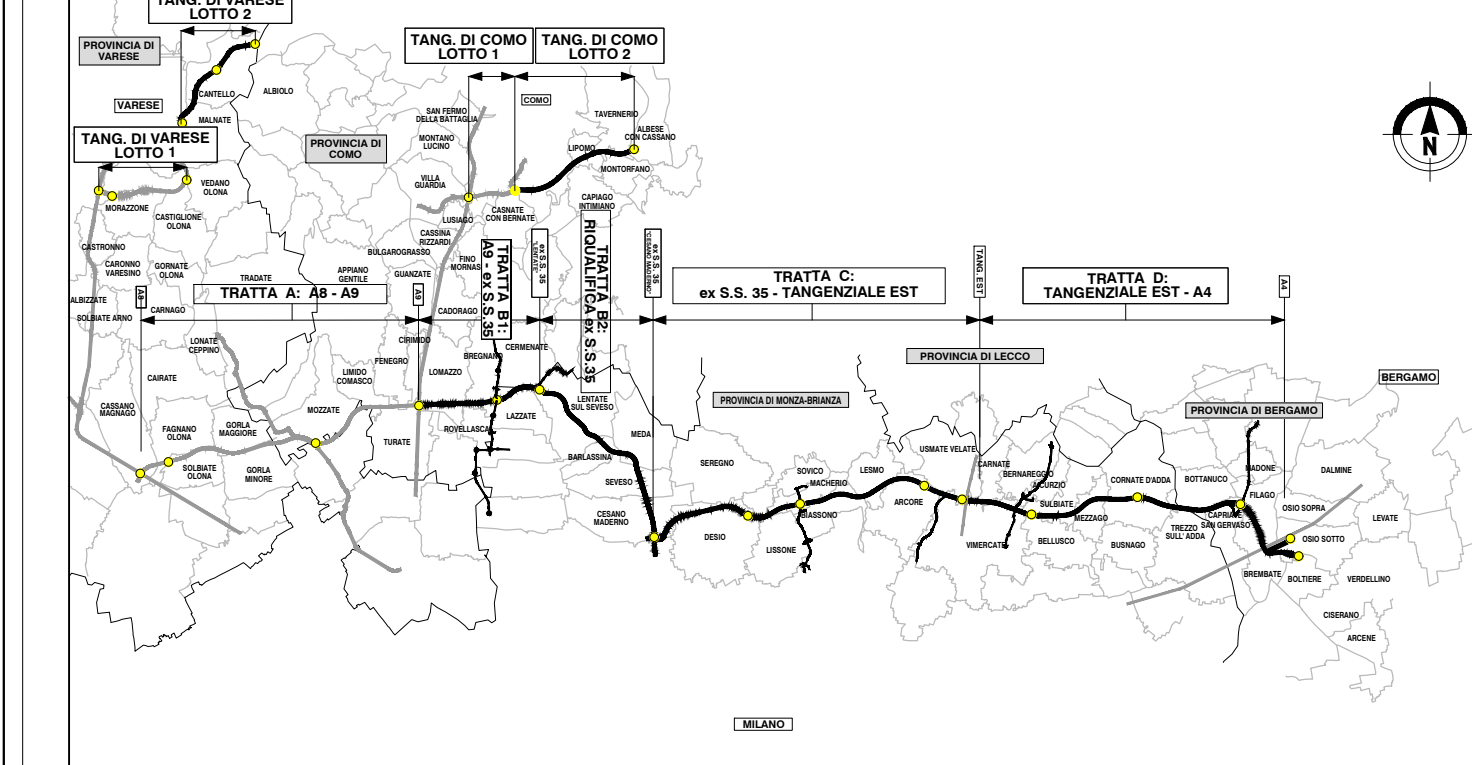 TANG. DI VARESE
LOTTO 2
PROVINCIA DI
VARESE
TANG. DI COMO
LOTTO 1
TANG. DI COMO
LOTTO 2
CANTELLO
ALBIOLO
VARESE
MALNATE
COMO
SAN FERMO
DELLA BATTAGLIA
TAVERNERIO
ALBESE
CON CASSANO
TANG. DI VARESE
LOTTO 1
PROVINCIA DI
COMO
MONTANO
LUCINO
LIPOMO
MONTORFANO
N
VILLA
GUARDIA
VEDANO
OLONA
MORAZZONE
CASTIGLIONE
OLONA
LUSIAGO
CASNATE
CON BERNATE
CAPIAGO
INTIMIANO
CASTRONNO
CASSINA
RIZZARDI
BULGAROGRASSO
CARONNO
VARESINO
GORNATE
OLONA
TRADATE
APPIANO
GENTILE
GUANZATE
FINO
MORNAS
TRATTA B1:
A9 - ex S.S.35
ex S.S. 35
"LENTATE"
TRATTA B2:
RIQUALIFICA ex S.S.35
ex S.S. 35
"CESANO MADERNO"
TRATTA C:
ex S.S. 35 - TANGENZIALE EST
TANG. EST
TRATTA D:
TANGENZIALE EST - A4
A4
A8
TRATTA A: A8 - A9
A9
ALBIZZATE
CARNAGO
SOLBIATE ARNO
CADORAGO
LONATE
CEPPINO
CIRIMIDO
FENEGRO
BREGNANO
CERMENATE
LOMAZZO
LIMIDO
COMASCO
CAIRATE
PROVINCIA DI LECCO
BERGAMO
CASSANO
MAGNAGO
MOZZATE
LAZZATE
LENTATE
SUL SEVESO
PROVINCIA DI MONZA-BRIANZA
PROVINCIA DI BERGAMO
FAGNANO
OLONA
GORLA
MAGGIORE
TURATE
ROVELLASCA
MEDA
BARLASSINA
SEREGNO
USMATE VELATE
SOLBIATE
OLONA
GORLA
MINORE
SEVESO
SOVICO
MACHERIO
LESMO
CARNATE
BERNAREGGIO
AICURZIO
CORNATE D'ADDA
BOTTANUCO
MADONE
DALMINE
FILAGO
ARCORE
SULBIATE
MEZZAGO
CESANO
MADERNO
BIASSONO
CAPRIATE
SAN GERVASO
OSIO SOPRA
LEVATE
DESIO
LISSONE
VIMERCATE
BELLUSCO
BUSNAGO
TREZZO
SULL' ADDA
OSIO SOTTO
BREMBATE
BOLTIERE
VERDELLINO
CISERANO
ARCENE
MILANO